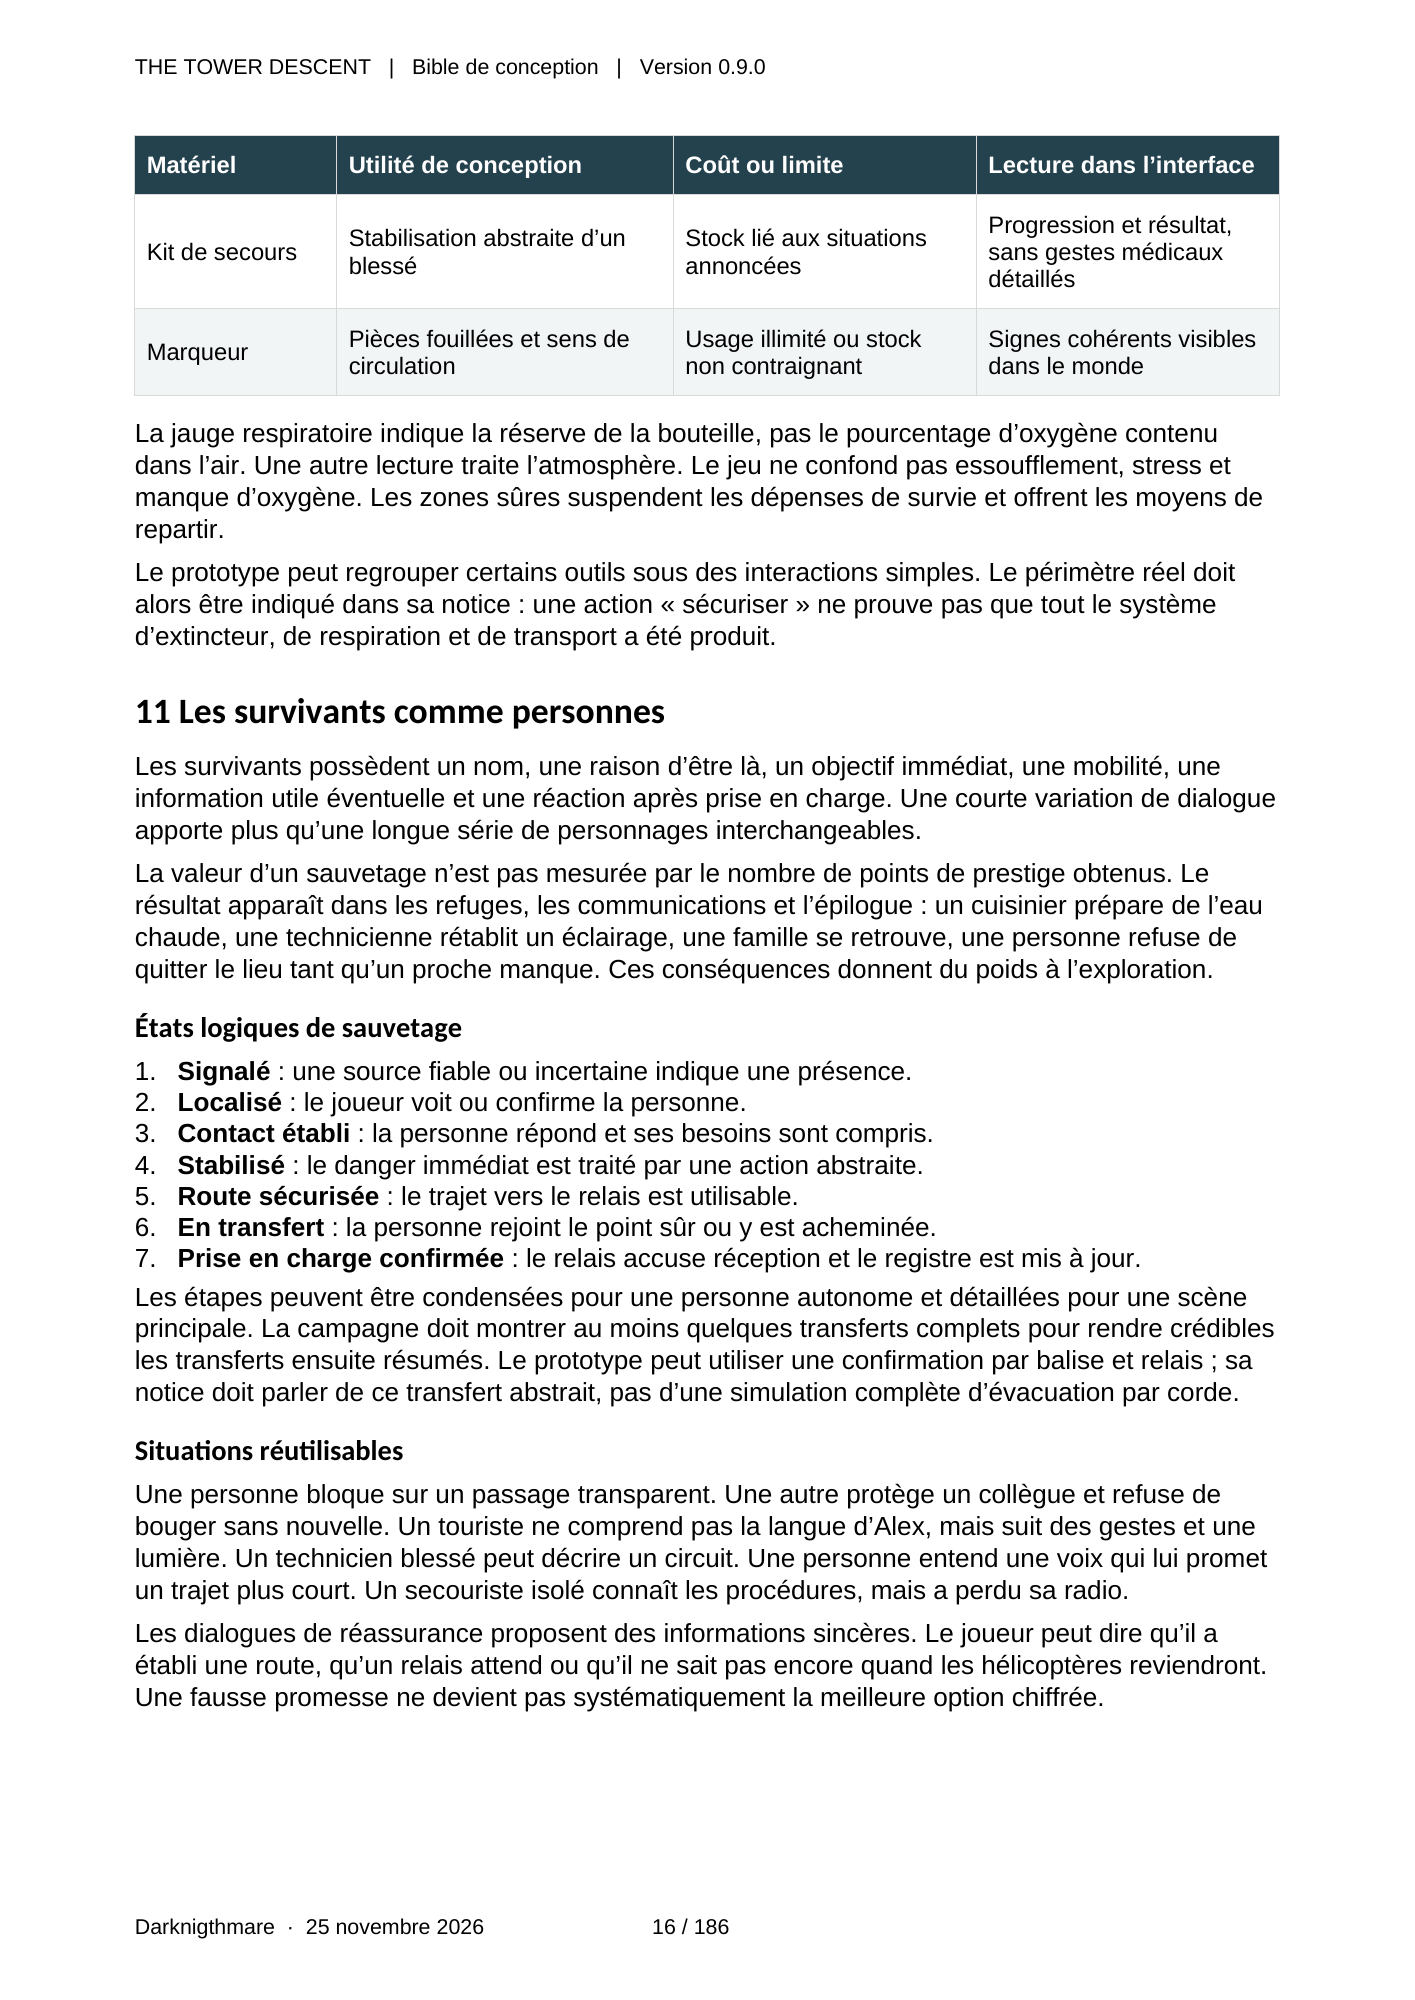 THE TOWER DESCENT | Bible de conception | Version 0.9.0
Matériel
Utilité de conception
Coût ou limite
Lecture dans l’interface
Kit de secours
Stabilisation abstraite d’un
blessé
Stock lié aux situations
annoncées
Progression et résultat,
sans gestes médicaux
détaillés
Marqueur
Pièces fouillées et sens de
circulation
Usage illimité ou stock
non contraignant
Signes cohérents visibles
dans le monde
La jauge respiratoire indique la réserve de la bouteille, pas le pourcentage d’oxygène contenu
dans l’air. Une autre lecture traite l’atmosphère. Le jeu ne confond pas essoufflement, stress et
manque d’oxygène. Les zones sûres suspendent les dépenses de survie et offrent les moyens de
repartir.
Le prototype peut regrouper certains outils sous des interactions simples. Le périmètre réel doit
alors être indiqué dans sa notice : une action « sécuriser » ne prouve pas que tout le système
d’extincteur, de respiration et de transport a été produit.
11 Les survivants comme personnes
Les survivants possèdent un nom, une raison d’être là, un objectif immédiat, une mobilité, une
information utile éventuelle et une réaction après prise en charge. Une courte variation de dialogue
apporte plus qu’une longue série de personnages interchangeables.
La valeur d’un sauvetage n’est pas mesurée par le nombre de points de prestige obtenus. Le
résultat apparaît dans les refuges, les communications et l’épilogue : un cuisinier prépare de l’eau
chaude, une technicienne rétablit un éclairage, une famille se retrouve, une personne refuse de
quitter le lieu tant qu’un proche manque. Ces conséquences donnent du poids à l’exploration.
États logiques de sauvetage
1. Signalé : une source fiable ou incertaine indique une présence.
2. Localisé : le joueur voit ou confirme la personne.
3. Contact établi : la personne répond et ses besoins sont compris.
4. Stabilisé : le danger immédiat est traité par une action abstraite.
5. Route sécurisée : le trajet vers le relais est utilisable.
6. En transfert : la personne rejoint le point sûr ou y est acheminée.
7. Prise en charge confirmée : le relais accuse réception et le registre est mis à jour.
Les étapes peuvent être condensées pour une personne autonome et détaillées pour une scène
principale. La campagne doit montrer au moins quelques transferts complets pour rendre crédibles
les transferts ensuite résumés. Le prototype peut utiliser une confirmation par balise et relais ; sa
notice doit parler de ce transfert abstrait, pas d’une simulation complète d’évacuation par corde.
Situations réutilisables
Une personne bloque sur un passage transparent. Une autre protège un collègue et refuse de
bouger sans nouvelle. Un touriste ne comprend pas la langue d’Alex, mais suit des gestes et une
lumière. Un technicien blessé peut décrire un circuit. Une personne entend une voix qui lui promet
un trajet plus court. Un secouriste isolé connaît les procédures, mais a perdu sa radio.
Les dialogues de réassurance proposent des informations sincères. Le joueur peut dire qu’il a
établi une route, qu’un relais attend ou qu’il ne sait pas encore quand les hélicoptères reviendront.
Une fausse promesse ne devient pas systématiquement la meilleure option chiffrée.
Darknigthmare · 25 novembre 2026 16 / 186